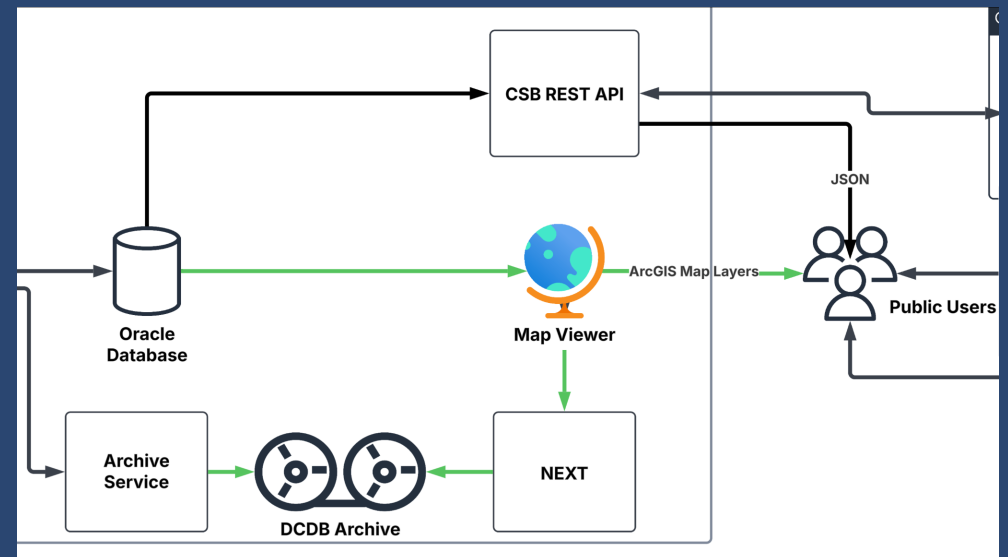 CSB REST API
JSON
ArcGIS Map Layers
Public Users
Oracle
Database
Map Viewer
Archive
Service
DCDB Archive
NEXT